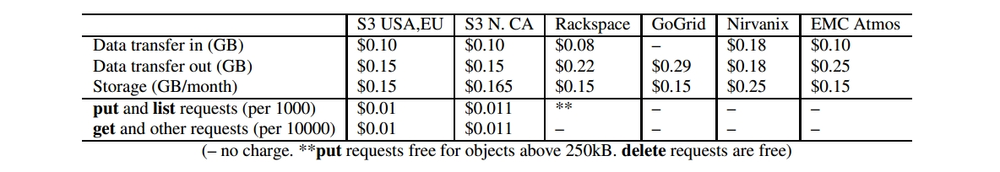 S3 USA,EU S3 N. CA Rackspace GoGrid Nirvanix EMC Atmos
Data transfer in (GB) $0.10 $0.10 $0.08 – $0.18 $0.10
Data transfer out (GB) $0.15 $0.15 $0.22 $0.29 $0.18 $0.25
Storage (GB/month) $0.15 $0.165 $0.15 $0.15 $0.25 $0.15
put and list requests (per 1000) $0.01 $0.011 ** – – –
get and other requests (per 10000) $0.01 $0.011 – – – –
(– no charge. **put requests free for objects above 250kB. delete requests are free)